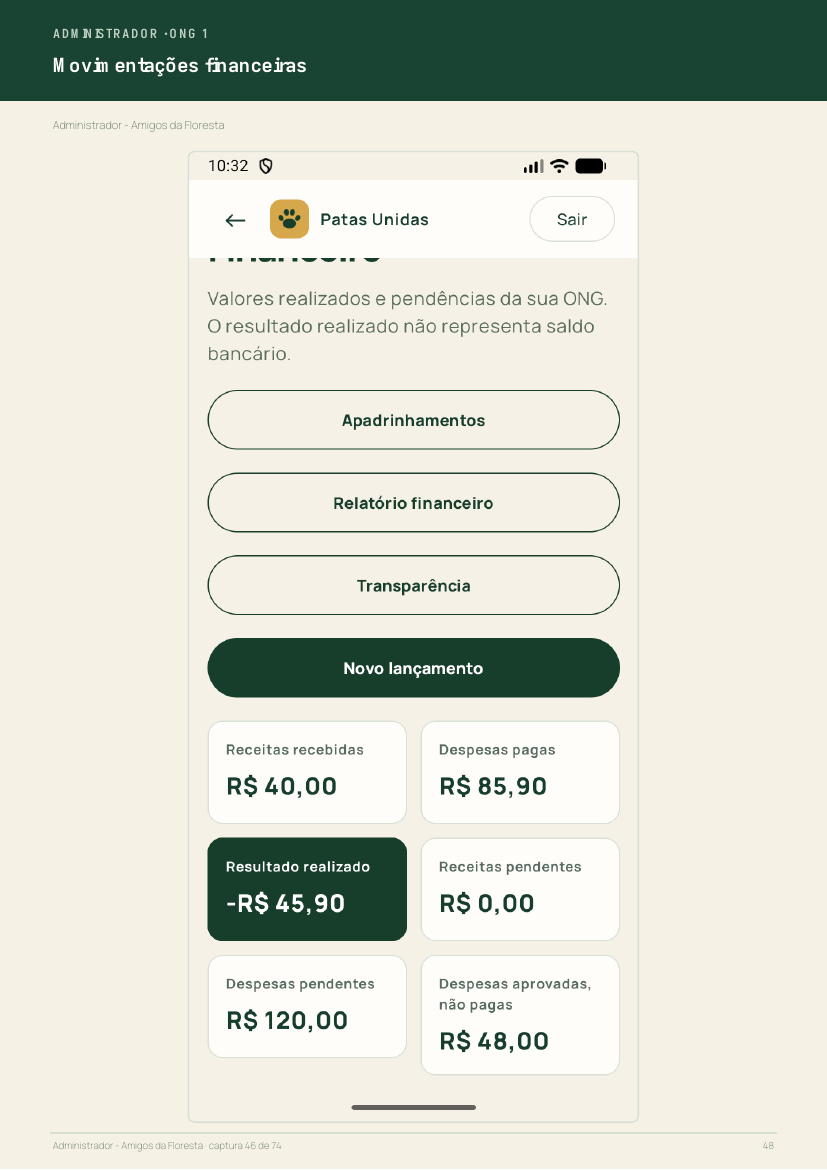 ADMINISTRADOR · ONG 1
Movimentações financeiras
Administrador - Amigos da Floresta
10:32
Patas Unidas
Sair
Financeiro
Valores realizados e pendências da sua ONG.
O resultado realizado não representa saldo
bancário.
Apadrinhamentos
Relatório financeiro
Transparência
Novo lançamento
Receitas recebidas
R$ 40,00
Despesas pagas
R$ 85,90
Resultado realizado
-R$ 45,90
Receitas pendentes
R$ 0,00
Despesas pendentes
R$ 120,00
Despesas aprovadas,
não pagas
R$ 48,00
Administrador - Amigos da Floresta · captura 46 de 74
48